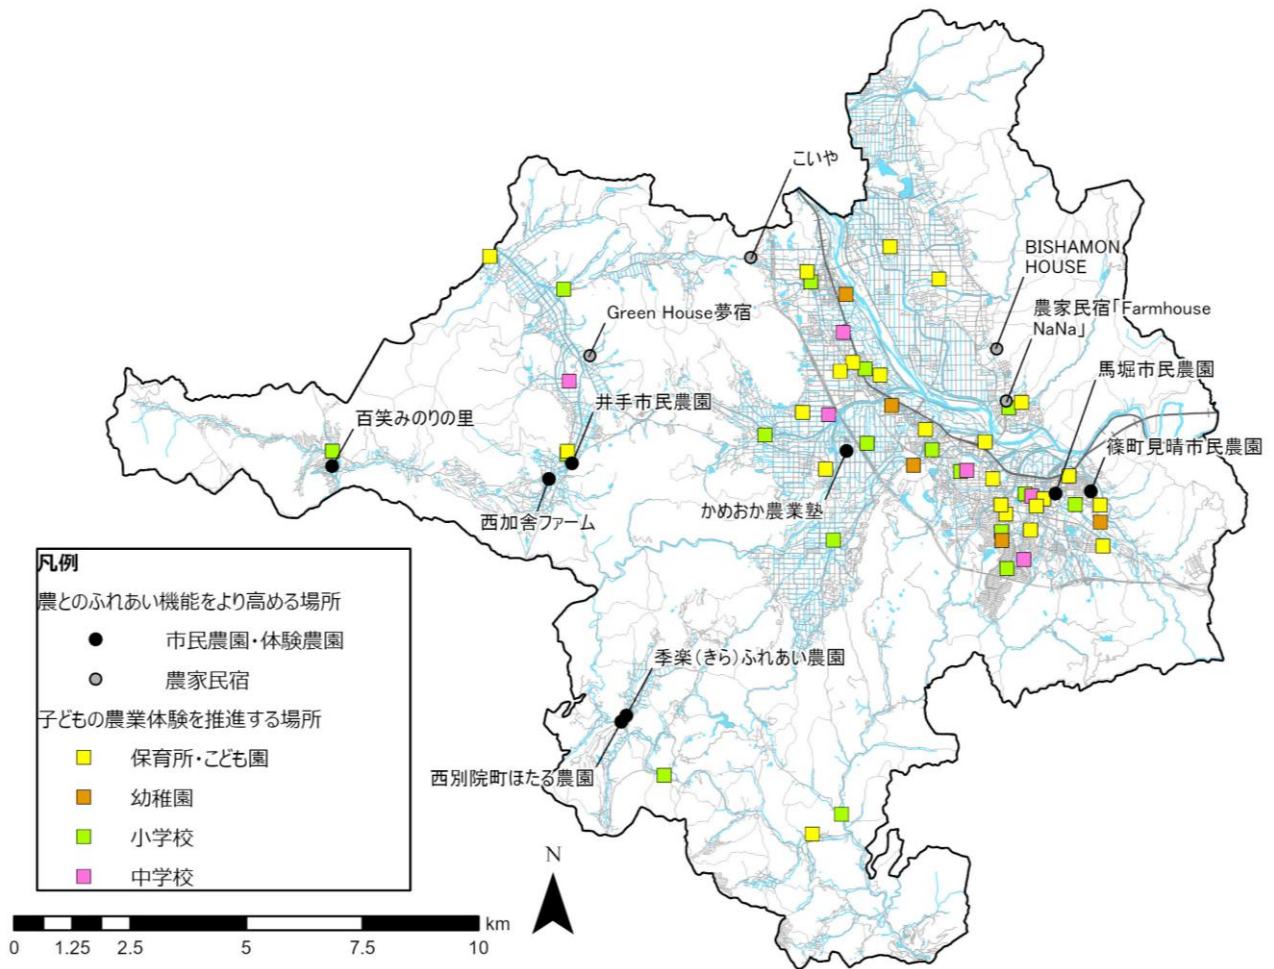 こいや
BISHAMON
HOUSE
農家民宿「Farmhouse
NaNa」
Green House夢宿
馬堀市民農園
井手市民農園
百笑みのりの里
篠町見晴市民農園
西加舎ファーム
かめおか農業塾
季楽(きら)ふれあい農園
西別院町ほたる農園
凡例
農とのふれあい機能をより高める場所
市民農園・体験農園
農家民宿
子どもの農業体験を推進する場所
保育所・こども園
幼稚園
小学校
中学校
N
km
0 1.25 2.5 5 7.5 10